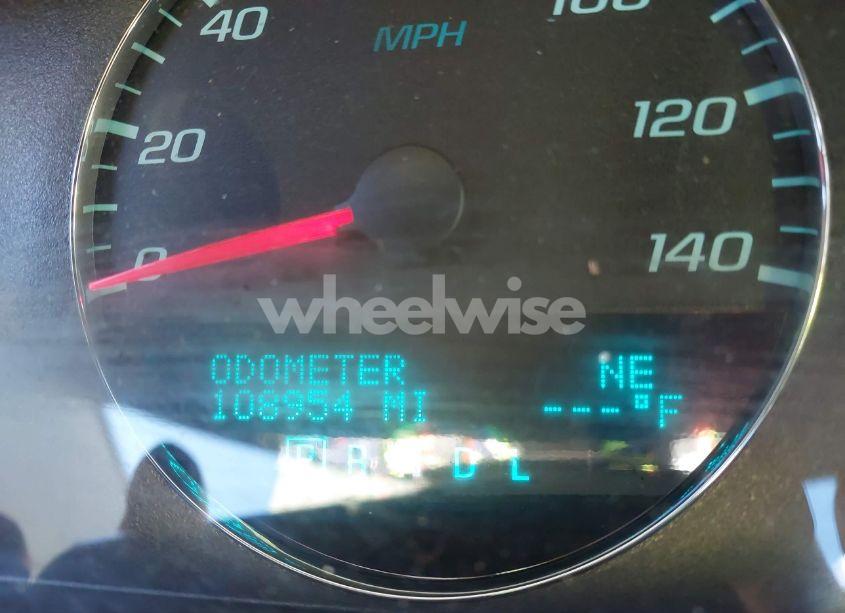 40
MPH
100
20
120
0
140
wheelwise
ODOMETER NE
108954 MI ---°F
P R N D L